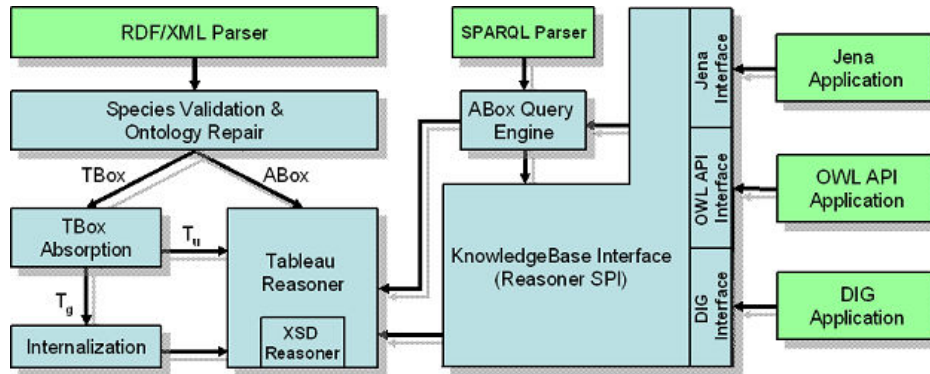 RDF/XML Parser
SPARQL Parser
Jena
Application
Jena
Interface
Species Validation &
Ontology Repair
ABox Query
Engine
TBox
ABox
OWL API
Interface
OWL API
Application
TBox
Absorption
Tu
Tableau
Reasoner
KnowledgeBase Interface
(Reasoner SPI)
Tg
DIG
Interface
DIG
Application
Internalization
XSD
Reasoner